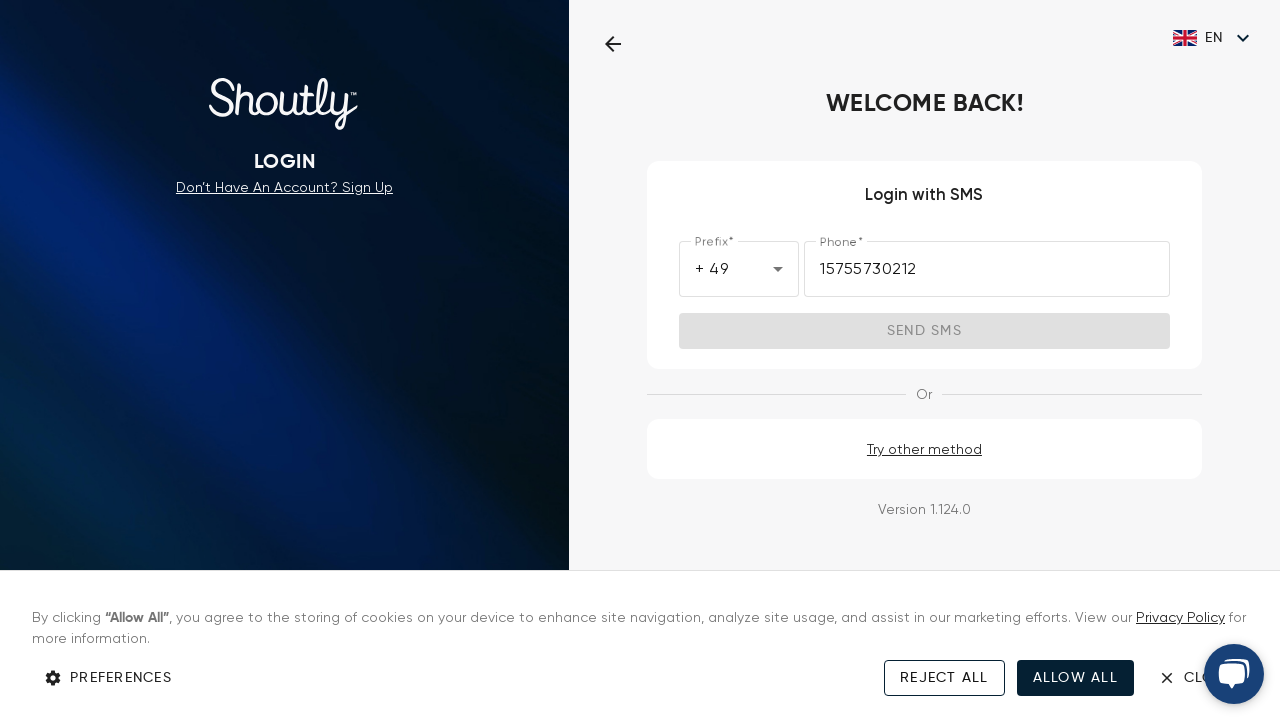 Shoutly™
LOGIN
Don't Have An Account? Sign Up
EN
WELCOME BACK!
Login with SMS
Prefix*
+ 49
Phone*
15755730212
SEND SMS
Or
Try other method
Version 1.124.0
By clicking “Allow All”, you agree to the storing of cookies on your device to enhance site navigation, analyze site usage, and assist in our marketing efforts. View our Privacy Policy for
more information.
PREFERENCES
REJECT ALL
ALLOW ALL